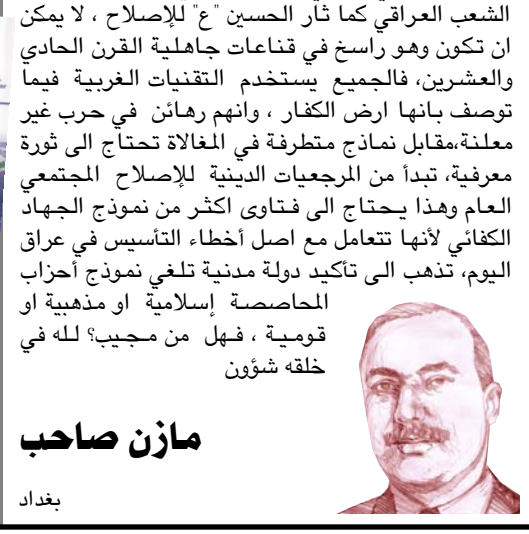 الشعب العراقي كما ثار الحسين "ع" للإصلاح ، لا يمكن
ان تكون وهو راسخ في قناعات جاهلية القرن الحادي
والعشرين، فالجميع يستخدم التقنيات الغربية فيما
توصف بانها ارض الكفار ، وانهم رهائن في حرب غير
معلنة،مقابل نماذج متطرفة في المغالاة تحتاج الى ثورة
معرفية، تبدأ من المرجعيات الدينية للإصلاح المجتمعي
العام وهذا يحتاج الى فتاوى اكثر من نموذج الجهاد
الكفائي لأنها تتعامل مع اصل أخطاء التأسيس في عراق
اليوم، تذهب الى تأكيد دولة مدنية تلغي نموذج أحزاب
المحاصصة إسلامية او مذهبية او
قومية ، فهل من مجيب؟ لله في
خلقه شؤون
مازن صاحب
بغداد